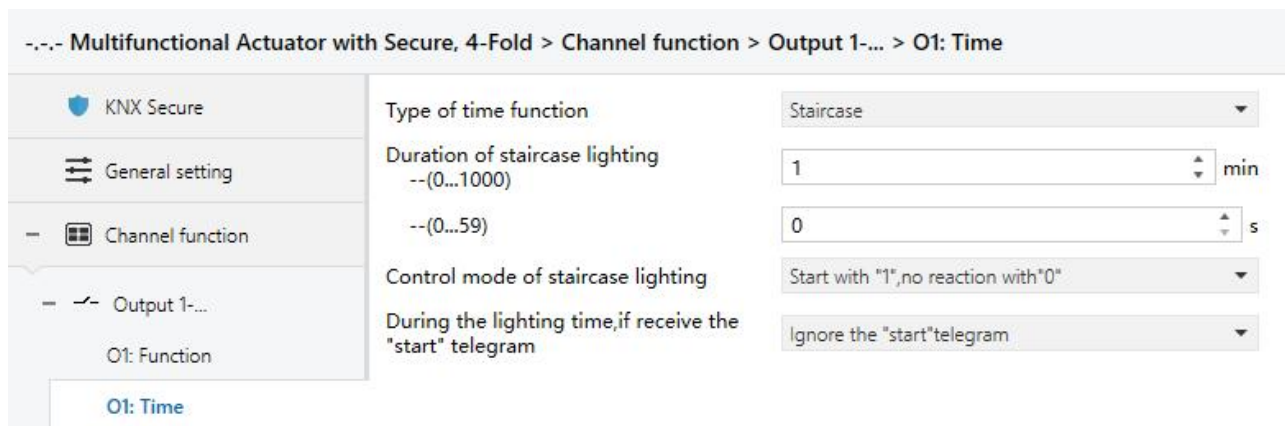 -.-.- Multifunctional Actuator with Secure, 4-Fold > Channel function > Output 1-... > O1: Time
KNX Secure
General setting
Channel function
Output 1-...
O1: Function
O1: Time
Type of time function
Staircase
Duration of staircase lighting
--(0...1000)
1
min
--(0...59)
0
s
Control mode of staircase lighting
Start with "1",no reaction with"0"
During the lighting time,if receive the
"start" telegram
Ignore the "start"telegram